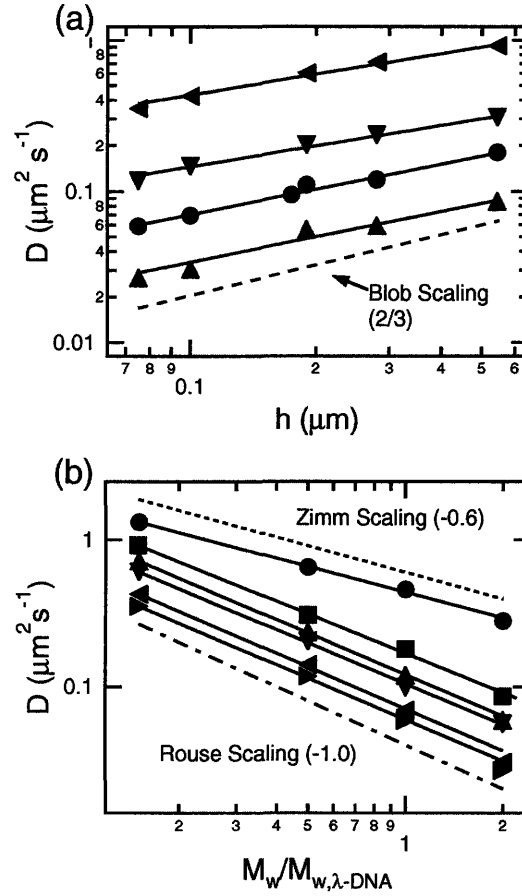 (a)
1
8
6
4
2
0.1
8
6
4
2
0.01
D (μm² s⁻¹)
Blob Scaling
(2/3)
7 8 9 2 3 4 5 6
0.1
h (μm)
(b)
1
0.1
D (μm²s⁻¹)
Zimm Scaling (-0.6)
Rouse Scaling (-1.0)
2 3 4 5 6 7 8 9 2
1
M_w/M_w,λ-DNA